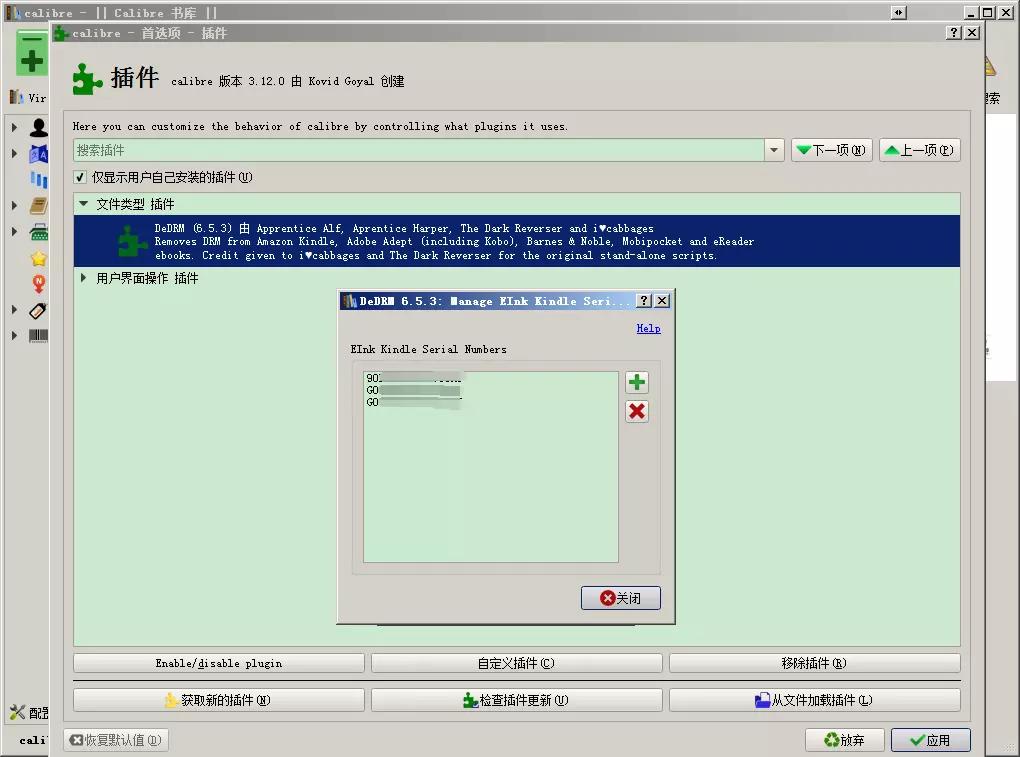 calibre - || Calibre 书库 ||
calibre - 首选项 - 插件
插件 calibre 版本 3.12.0 由 Kovid Goyal 创建
Vir
索
Here you can customize the behavior of calibre by controlling what plugins it uses.
搜索插件
下一项(N)
上一项(P)
仅显示用户自己安装的插件(U)
文件类型 插件
DeDRM (6.5.3) 由 Apprentice Alf, Aprentice Harper, The Dark Reverser and i♥cabbages
Removes DRM from Amazon Kindle, Adobe Adept (including Kobo), Barnes & Noble, Mobipocket and eReader
ebooks. Credit given to i♥cabbages and The Dark Reverser for the original stand-alone scripts.
用户界面操作 插件
DeDRM 6.5.3: Manage EInk Kindle Seri...
Help
EInk Kindle Serial Numbers
90
G0
G0
关闭
Enable/disable plugin
自定义插件(C)
移除插件(R)
获取新的插件(N)
检查插件更新(U)
从文件加载插件(L)
配置
cali
恢复默认值(D)
放弃
应用